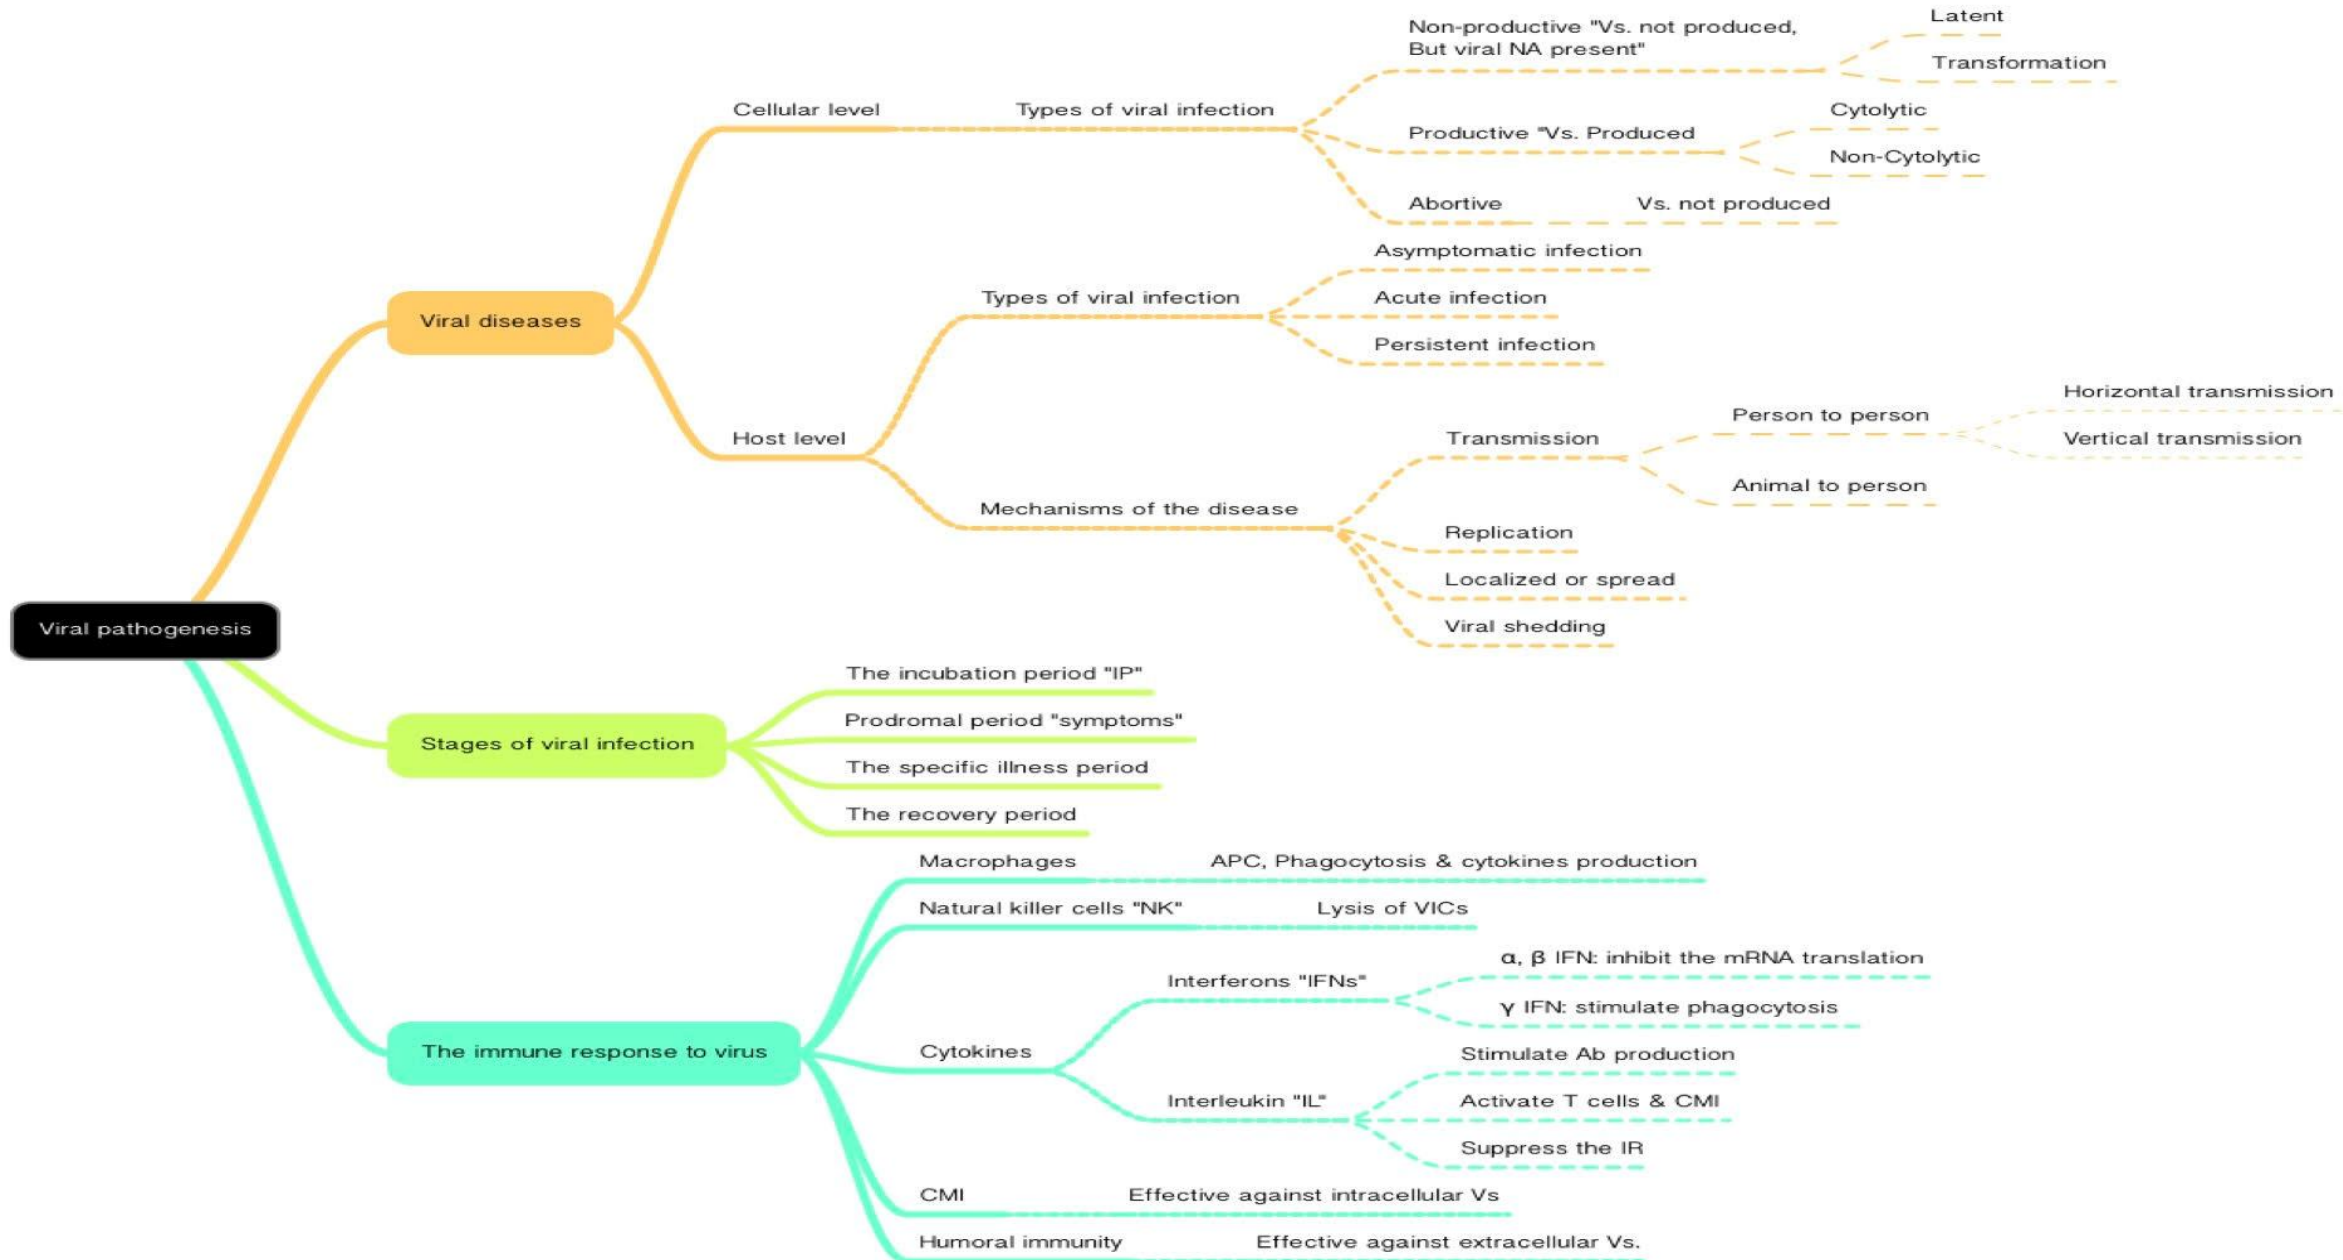 Viral pathogenesis
Viral diseases
Cellular level
Types of viral infection
Non-productive "Vs. not produced,
But viral NA present"
Latent
Transformation
Productive "Vs. Produced
Cytolytic
Non-Cytolytic
Abortive
Vs. not produced
Host level
Types of viral infection
Asymptomatic infection
Acute infection
Persistent infection
Mechanisms of the disease
Transmission
Person to person
Horizontal transmission
Vertical transmission
Animal to person
Replication
Localized or spread
Viral shedding
Stages of viral infection
The incubation period "IP"
Prodromal period "symptoms"
The specific illness period
The recovery period
The immune response to virus
Macrophages
APC, Phagocytosis & cytokines production
Natural killer cells "NK"
Lysis of VICs
Cytokines
Interferons "IFNs"
α, β IFN: inhibit the mRNA translation
γ IFN: stimulate phagocytosis
Interleukin "IL"
Stimulate Ab production
Activate T cells & CMI
Suppress the IR
CMI
Effective against intracellular Vs
Humoral immunity
Effective against extracellular Vs.